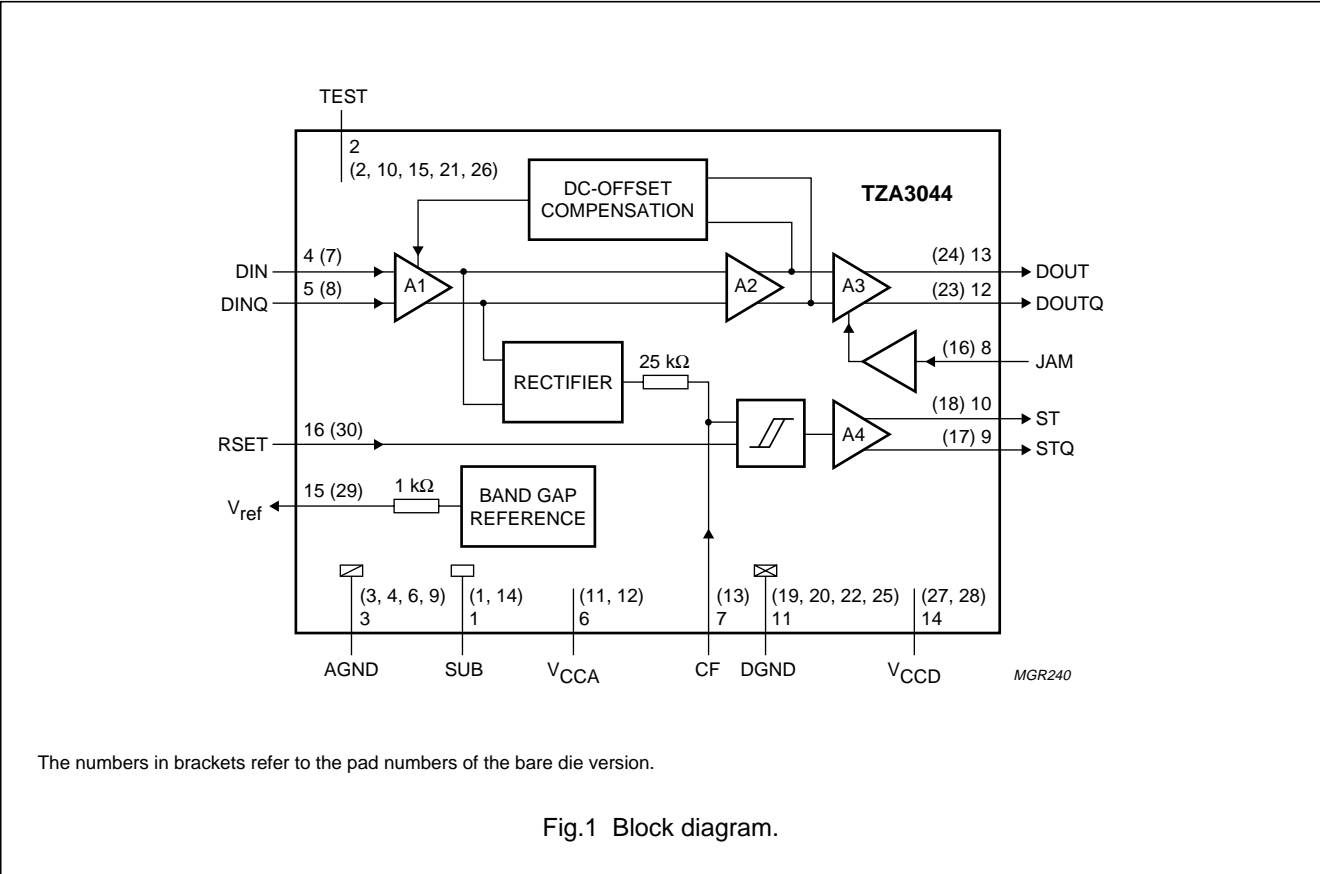 TEST
2
(2, 10, 15, 21, 26)
DC-OFFSET
COMPENSATION
TZA3044
DIN
4 (7)
A1
A2
A3
(24) 13
DOUT
DINQ
5 (8)
(23) 12
DOUTQ
(16) 8
JAM
RECTIFIER
25 kΩ
RSET
16 (30)
A4
(18) 10
ST
(17) 9
STQ
Vref
15 (29)
1 kΩ
BAND GAP
REFERENCE
(3, 4, 6, 9)
3
(1, 14)
1
(11, 12)
6
(13)
7
(19, 20, 22, 25)
11
(27, 28)
14
AGND
SUB
VCCA
CF
DGND
VCCD
MGR240
The numbers in brackets refer to the pad numbers of the bare die version.
Fig.1 Block diagram.